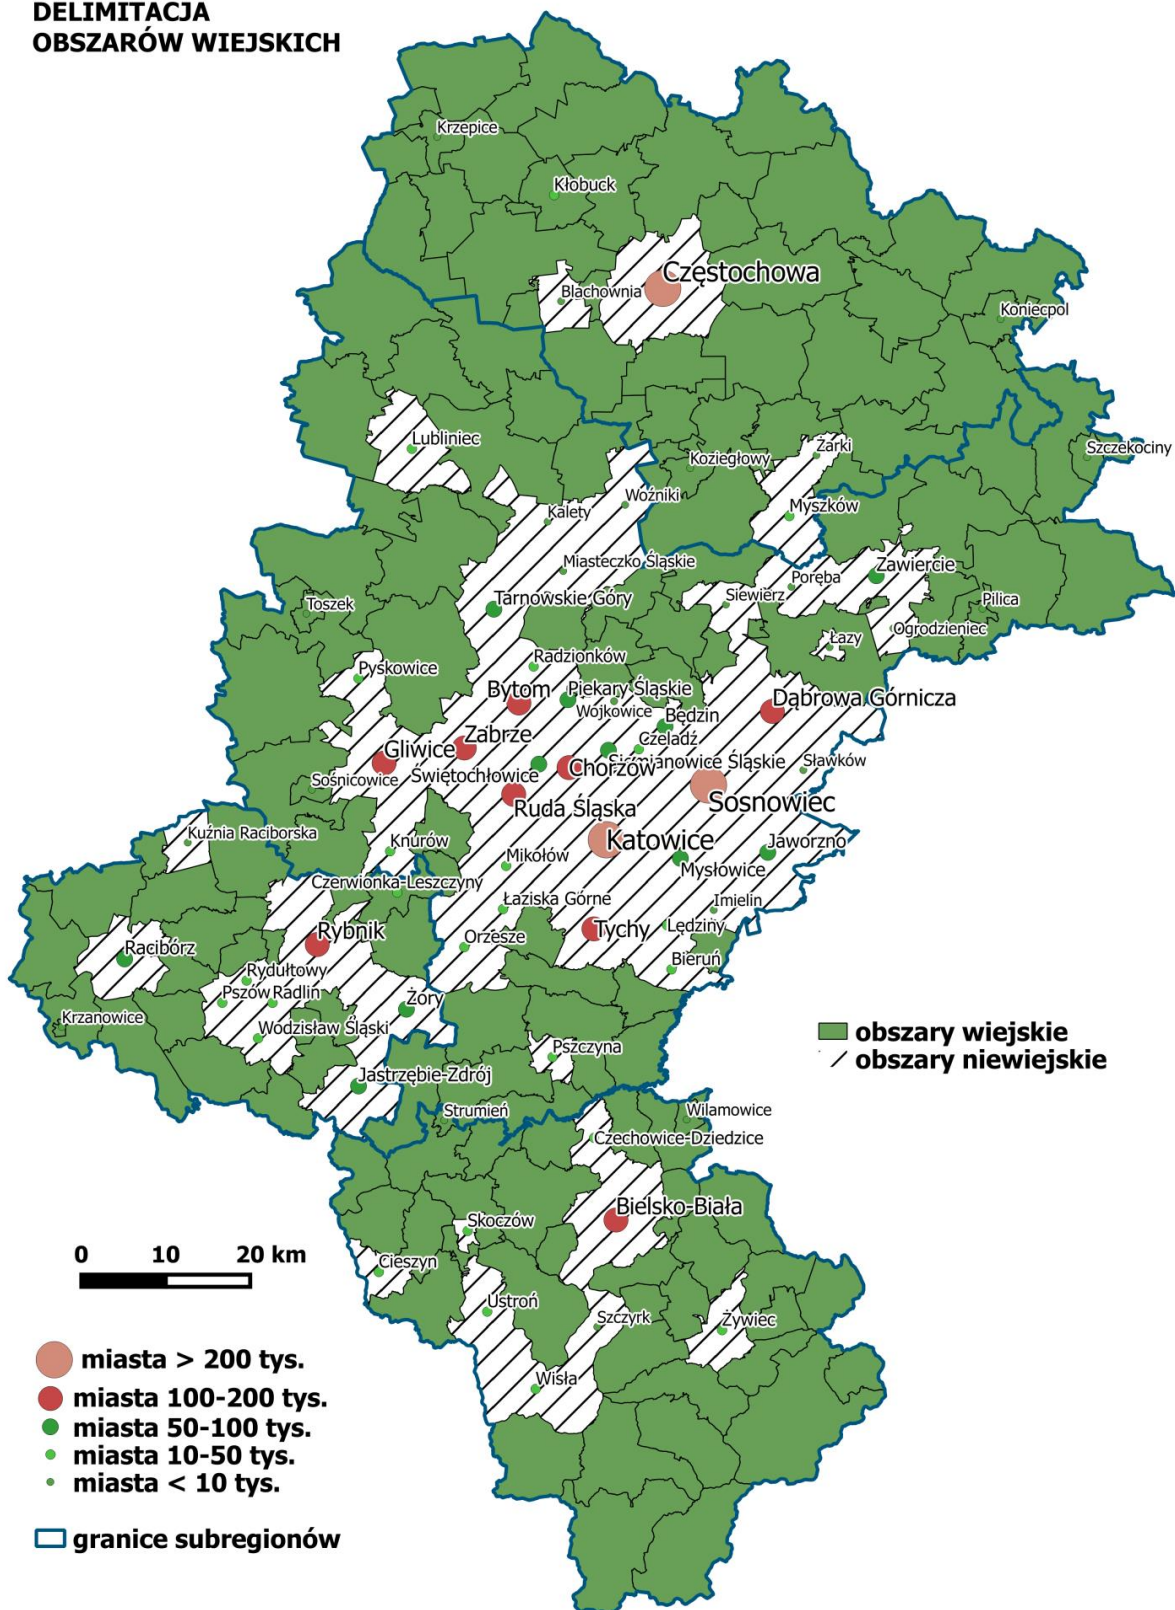 DELIMITACJA
OBSZARÓW WIEJSKICH
Krzepice
Kłobuck
Częstochowa
Blachownia
Koniecpol
Lubliniec
Żarki
Szczekociny
Koziegłowy
Woźniki
Myszków
Kalety
Miasteczko Śląskie
Zawiercie
Poręba
Siewierz
Tarnowskie Góry
Toszek
Pilica
Ogrodzieniec
Łazy
Radzionków
Pyskowice
Bytom
Piekary Śląskie
Dąbrowa Górnicza
Wojkowice
Będzin
Zabrze
Czeladź
Gliwice
Siemianowice Śląskie
Sławków
Chorzów
Świętochłowice
Sośnicowice
Sosnowiec
Ruda Śląska
Kuźnia Raciborska
Knurów
Katowice
Jaworzno
Mikołów
Mysłowice
Czerwionka-Leszczyny
Łaziska Górne
Imielin
Rybnik
Tychy
Lędziny
Orzesze
Racibórz
Bieruń
Rydułtowy
Pszów
Radlin
Żory
Krzanowice
Wodzisław Śląski
Pszczyna
Jastrzębie-Zdrój
Strumień
Wilamowice
Czechowice-Dziedzice
Bielsko-Biała
Skoczów
Cieszyn
Ustroń
Szczyrk
Żywiec
Wisła
obszary wiejskie
obszary niewiejskie
0 10 20 km
miasta > 200 tys.
miasta 100-200 tys.
miasta 50-100 tys.
miasta 10-50 tys.
miasta < 10 tys.
granice subregionów